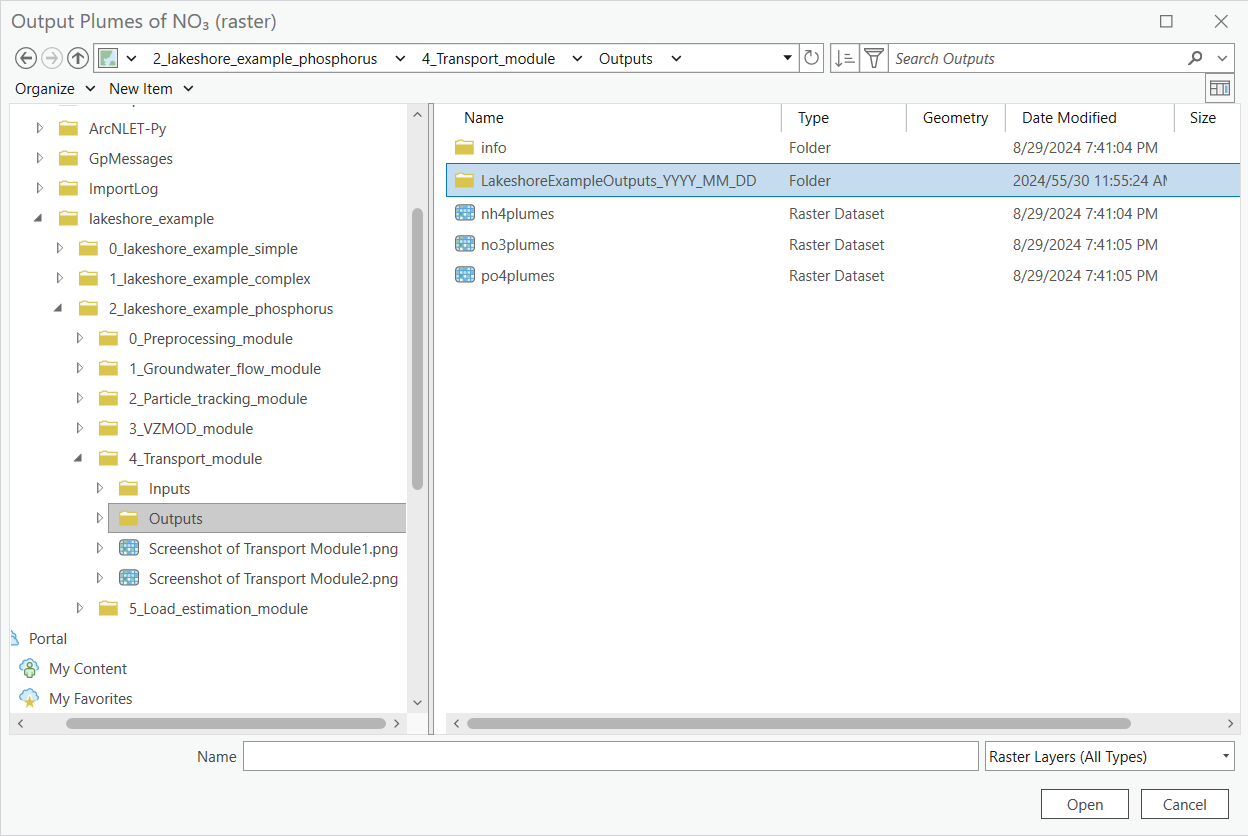 Output Plumes of NO₃ (raster)
2_lakeshore_example_phosphorus 4_Transport_module Outputs Search Outputs
Organize New Item
ArcNLET-Py
GpMessages
ImportLog
lakeshore_example
0_lakeshore_example_simple
1_lakeshore_example_complex
2_lakeshore_example_phosphorus
0_Preprocessing_module
1_Groundwater_flow_module
2_Particle_tracking_module
3_VZMOD_module
4_Transport_module
Inputs
Outputs
Screenshot of Transport Module1.png
Screenshot of Transport Module2.png
5_Load_estimation_module
Portal
My Content
My Favorites
Name Type Geometry Date Modified Size
info Folder 8/29/2024 7:41:04 PM
LakeshoreExampleOutputs_YYYY_MM_DD Folder 2024/55/30 11:55:24 A
nh4plumes Raster Dataset 8/29/2024 7:41:04 PM
no3plumes Raster Dataset 8/29/2024 7:41:05 PM
po4plumes Raster Dataset 8/29/2024 7:41:05 PM
Name Raster Layers (All Types)
Open Cancel